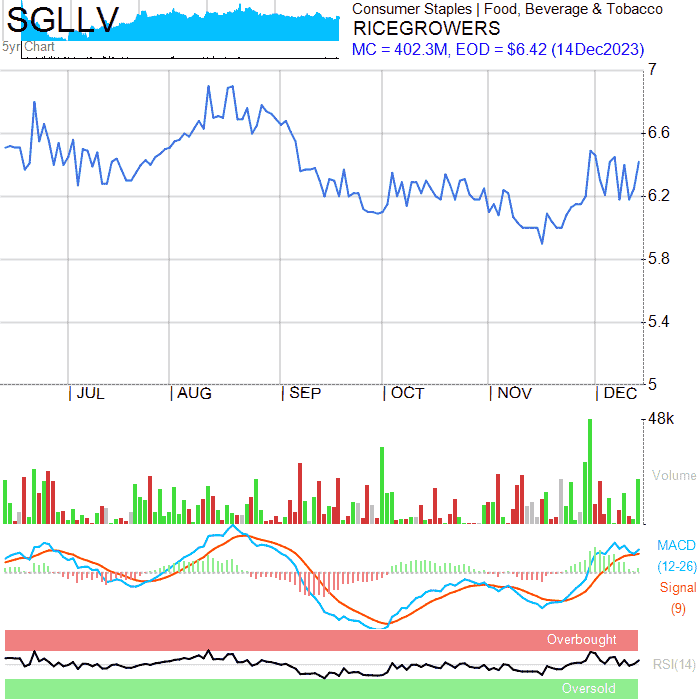 SGLLV
5yr Chart
Consumer Staples | Food, Beverage & Tobacco
RICEGROWERS
MC = 402.3M, EOD = $6.42 (14Dec2023)
7
6.6
6.2
5.8
5.4
5
JUL AUG SEP OCT NOV DEC
48k
Volume
MACD
(12-26)
Signal
(9)
Overbought
RSI(14)
Oversold